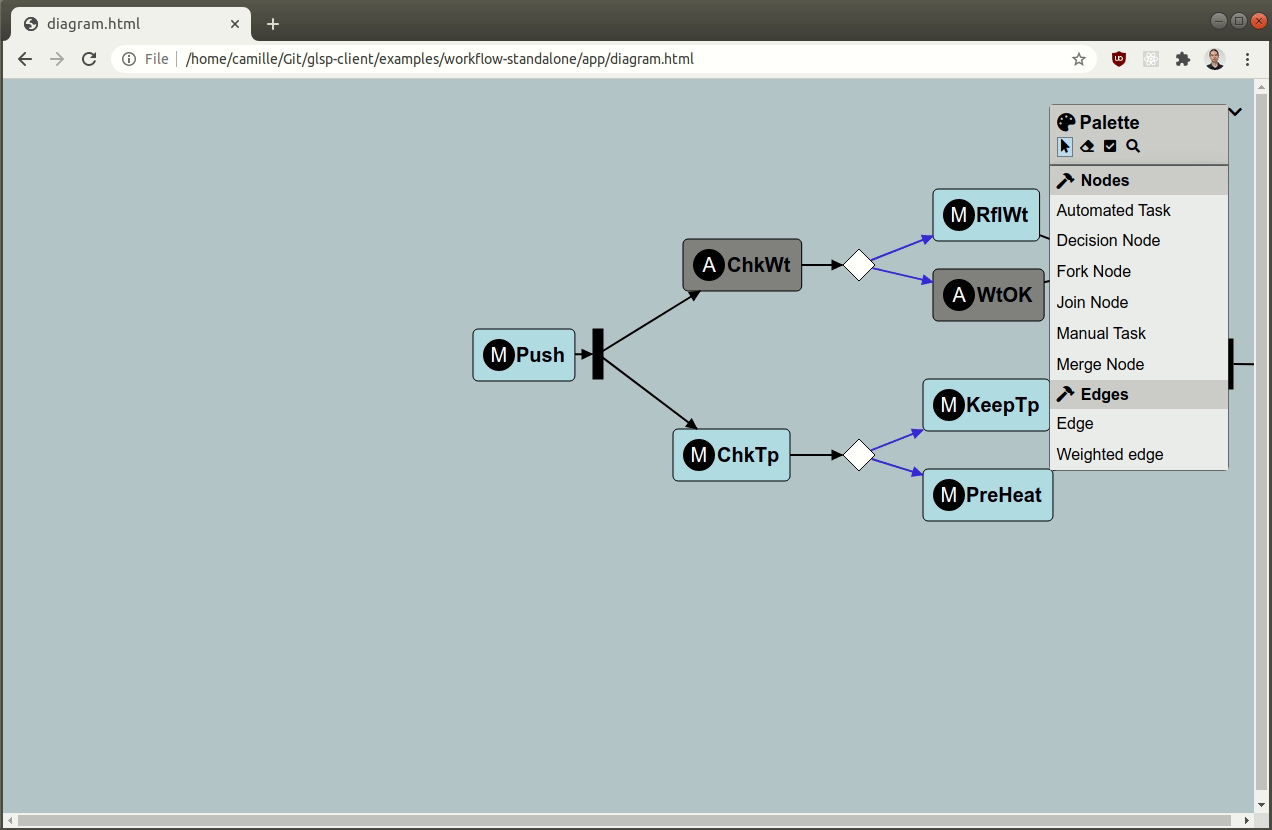 diagram.html
File
/home/camille/Git/glsp-client/examples/workflow-standalone/app/diagram.html
Palette
Nodes
Automated Task
Decision Node
Fork Node
Join Node
Manual Task
Merge Node
Edges
Edge
Weighted edge
M RflWt
A ChkWt
A WtOK
M Push
M KeepTp
M ChkTp
M PreHeat